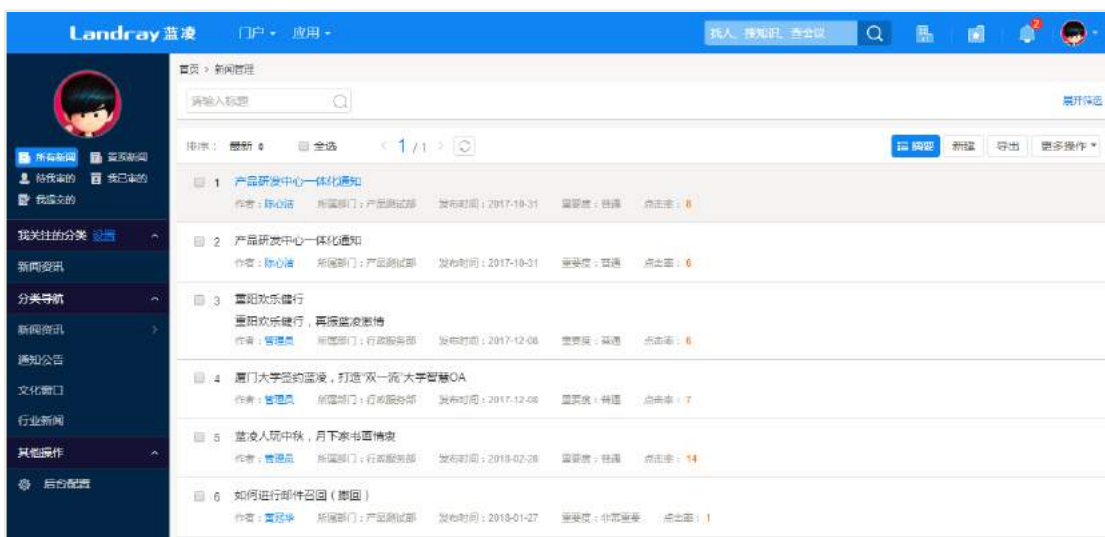 Landray 蓝凌 门户 应用 找人、搜知识、查会议 2
首页 > 新闻管理
请输入标题 展开筛选
排序： 最新 全选 1 / 1 摘要 新建 导出 更多操作
所有新闻 首页新闻
待我审的 我已审的
我提交的
我关注的分类 设置
新闻资讯
分类导航
新闻资讯
通知公告
文化窗口
行业新闻
其他操作
后台配置
1 产品研发中心一体化通知
作者：陈心洁 所属部门：产品测试部 发布时间：2017-10-31 重要度：普通 点击率：8
2 产品研发中心一体化通知
作者：陈心洁 所属部门：产品测试部 发布时间：2017-10-31 重要度：普通 点击率：6
3 重阳欢乐健行
重阳欢乐健行，再振蓝凌激情
作者：管理员 所属部门：行政服务部 发布时间：2017-12-08 重要度：普通 点击率：6
4 厦门大学签约蓝凌，打造“双一流”大学智慧OA
作者：管理员 所属部门：行政服务部 发布时间：2017-12-08 重要度：普通 点击率：7
5 蓝凌人玩中秋，月下家书画情衷
作者：管理员 所属部门：行政服务部 发布时间：2018-02-28 重要度：普通 点击率：14
6 如何进行邮件召回（撤回）
作者：董冠华 所属部门：产品测试部 发布时间：2018-01-27 重要度：非常重要 点击率：1